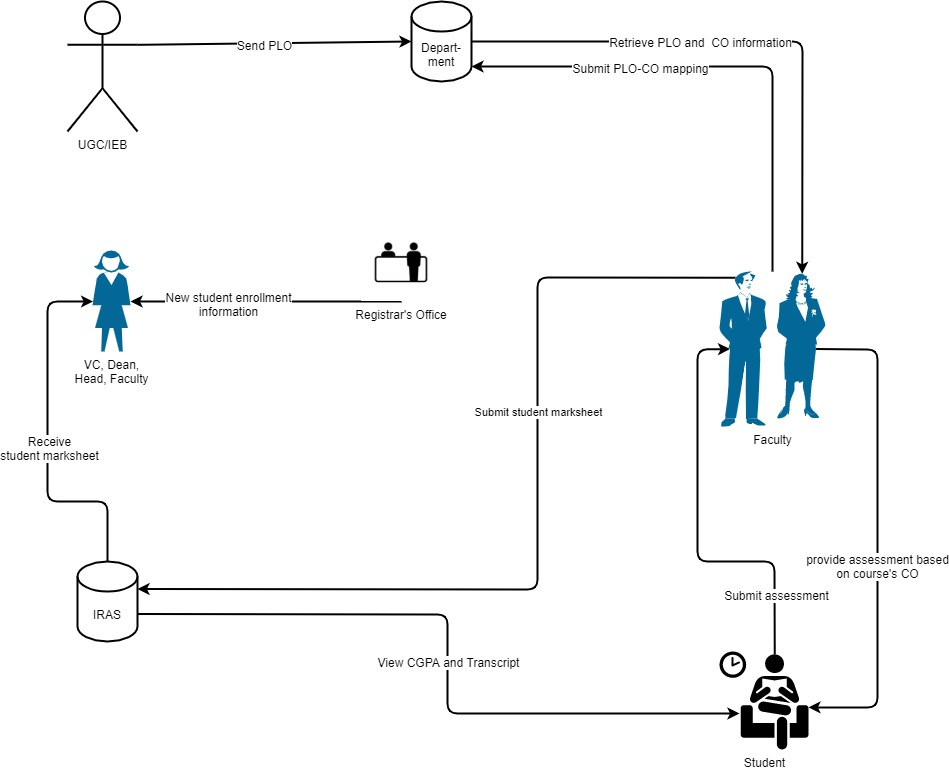 Send PLO
Depart-
ment
Retrieve PLO and  CO information
Submit PLO-CO mapping
UGC/IEB
New student enrollment
information
Registrar's Office
VC, Dean,
Head, Faculty
Submit student marksheet
Faculty
Receive
student marksheet
provide assessment based
on course's CO
Submit assessment
IRAS
View CGPA and Transcript
Student